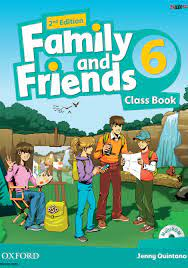 2nd Edition
Family
and
Friends
6
Class Book
OXFORD
Jenny Quintana